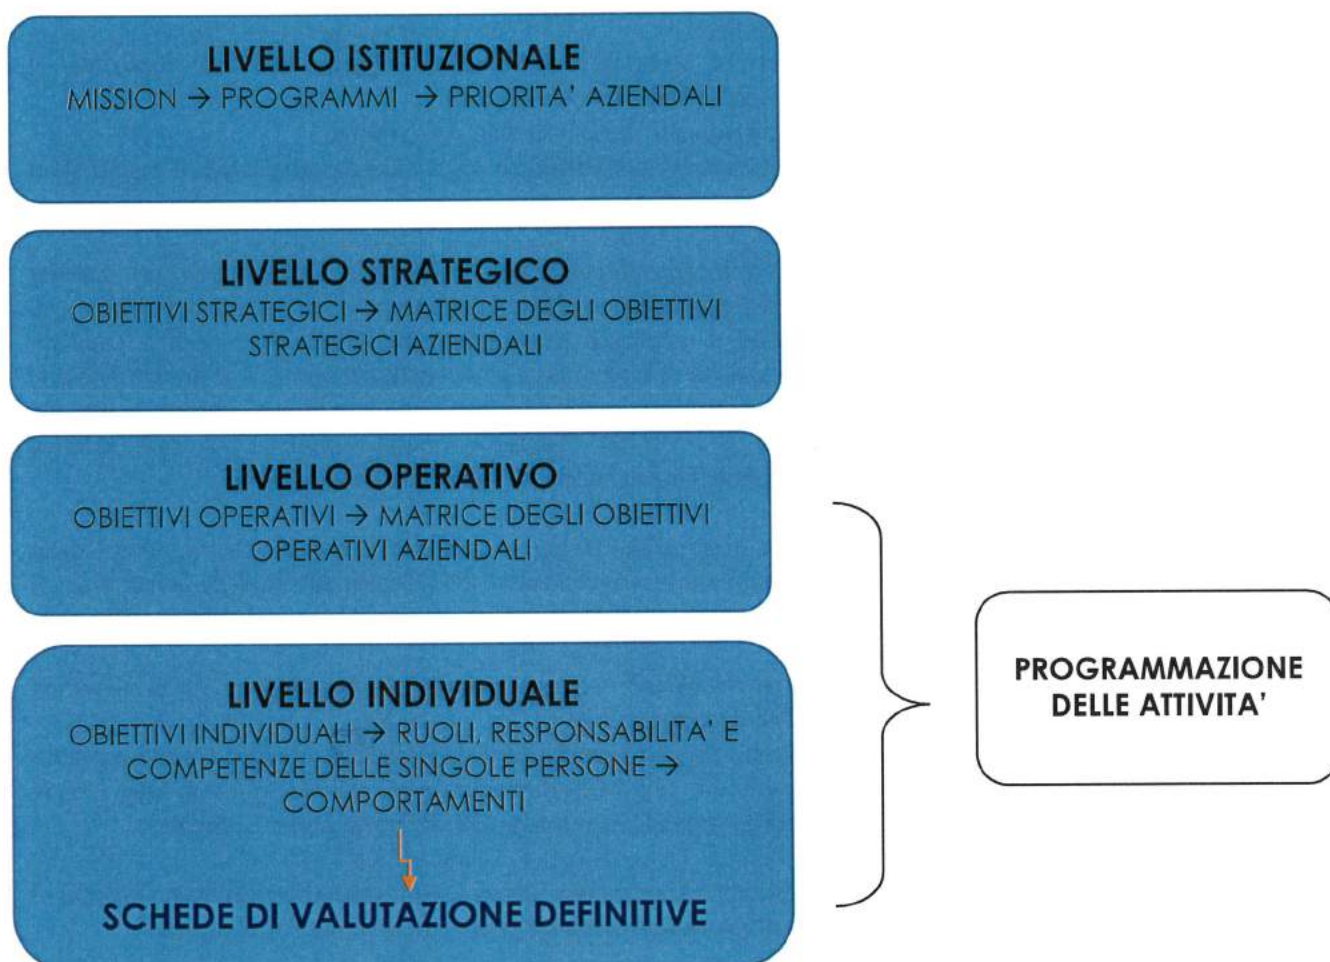 LIVELLO ISTITUZIONALE
MISSION → PROGRAMMI → PRIORITA' AZIENDALI
LIVELLO STRATEGICO
OBIETTIVI STRATEGICI → MATRICE DEGLI OBIETTIVI
STRATEGICI AZIENDALI
LIVELLO OPERATIVO
OBIETTIVI OPERATIVI → MATRICE DEGLI OBIETTIVI
OPERATIVI AZIENDALI
LIVELLO INDIVIDUALE
OBIETTIVI INDIVIDUALI → RUOLI, RESPONSABILITA' E
COMPETENZE DELLE SINGOLE PERSONE →
COMPORTAMENTI
SCHEDE DI VALUTAZIONE DEFINITIVE
PROGRAMMAZIONE
DELLE ATTIVITA'